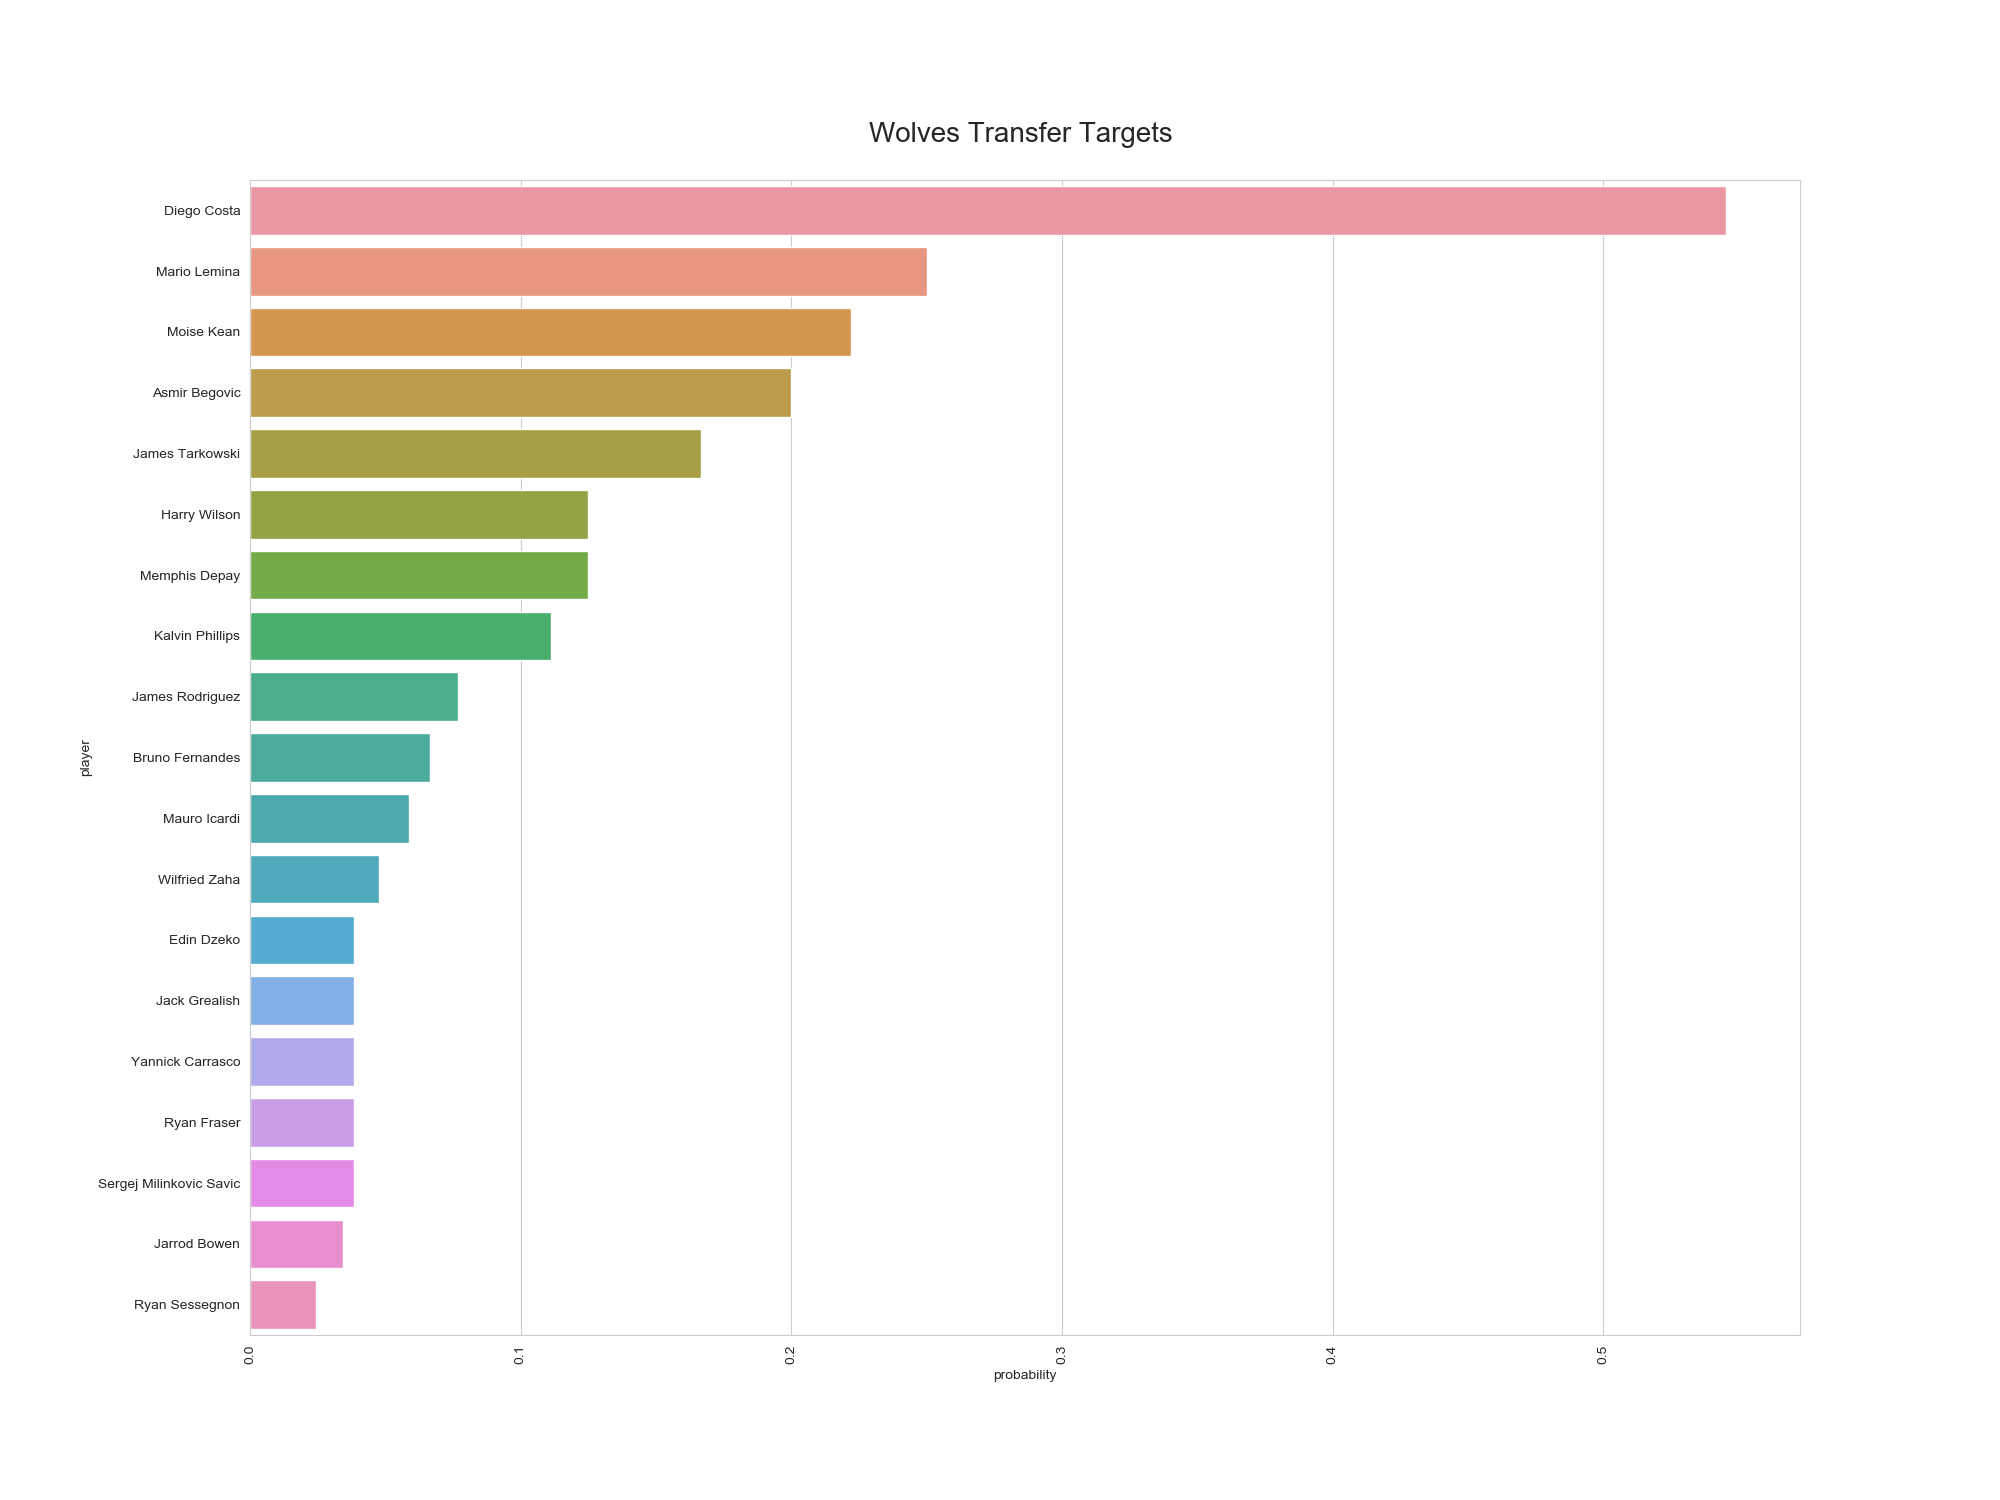 Wolves Transfer Targets
Diego Costa
Mario Lemina
Moise Kean
Asmir Begovic
James Tarkowski
Harry Wilson
Memphis Depay
Kalvin Phillips
James Rodriguez
Bruno Fernandes
Mauro Icardi
Wilfried Zaha
Edin Dzeko
Jack Grealish
Yannick Carrasco
Ryan Fraser
Sergej Milinkovic Savic
Jarrod Bowen
Ryan Sessegnon
player
0.0 0.1 0.2 0.3 0.4 0.5
probability